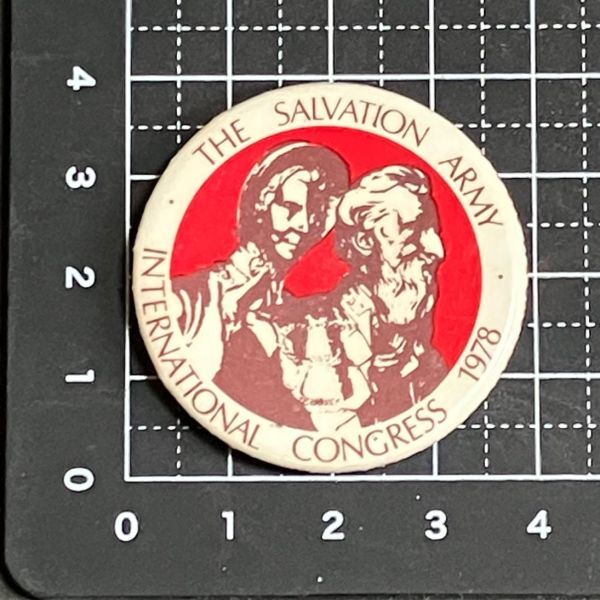 THE SALVATION ARMY
INTERNATIONAL CONGRESS 1978
4
3
2
1
0
0 1 2 3 4